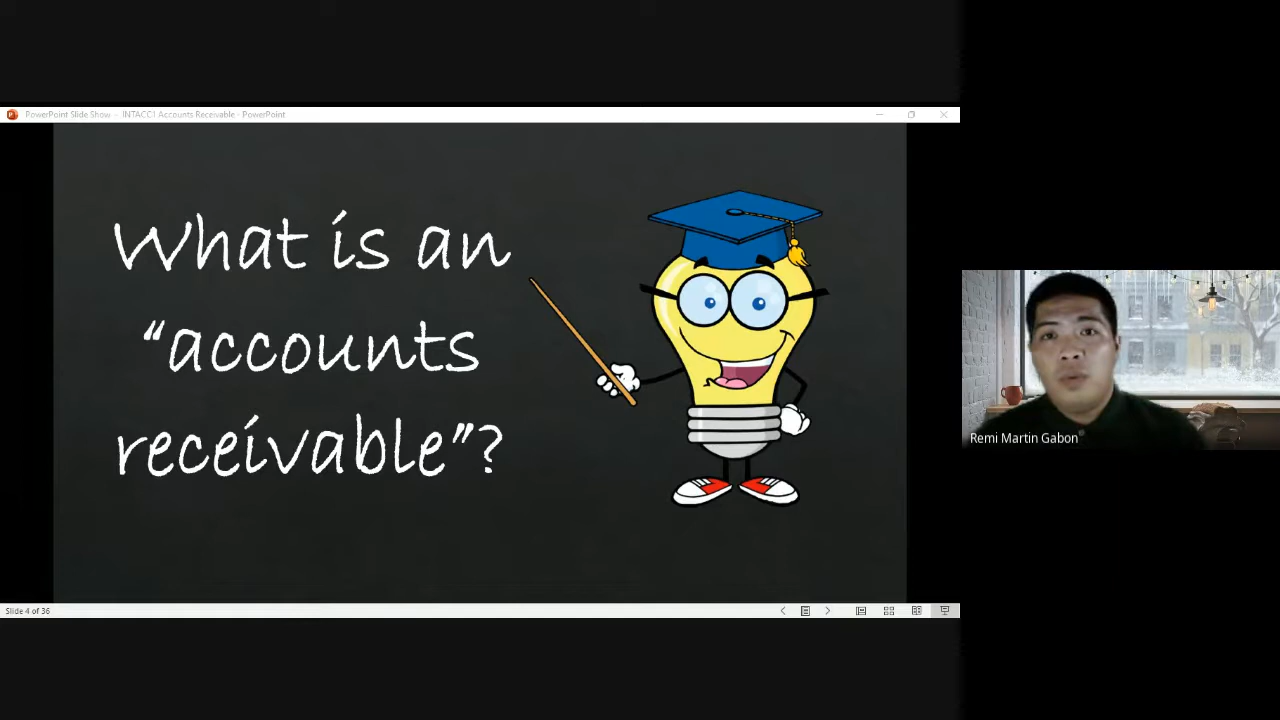 PowerPoint Slide Show - INTACC1 Accounts Receivable - PowerPoint
What is an
“accounts
receivable”?
Remi Martin Gabon
Slide 4 of 36